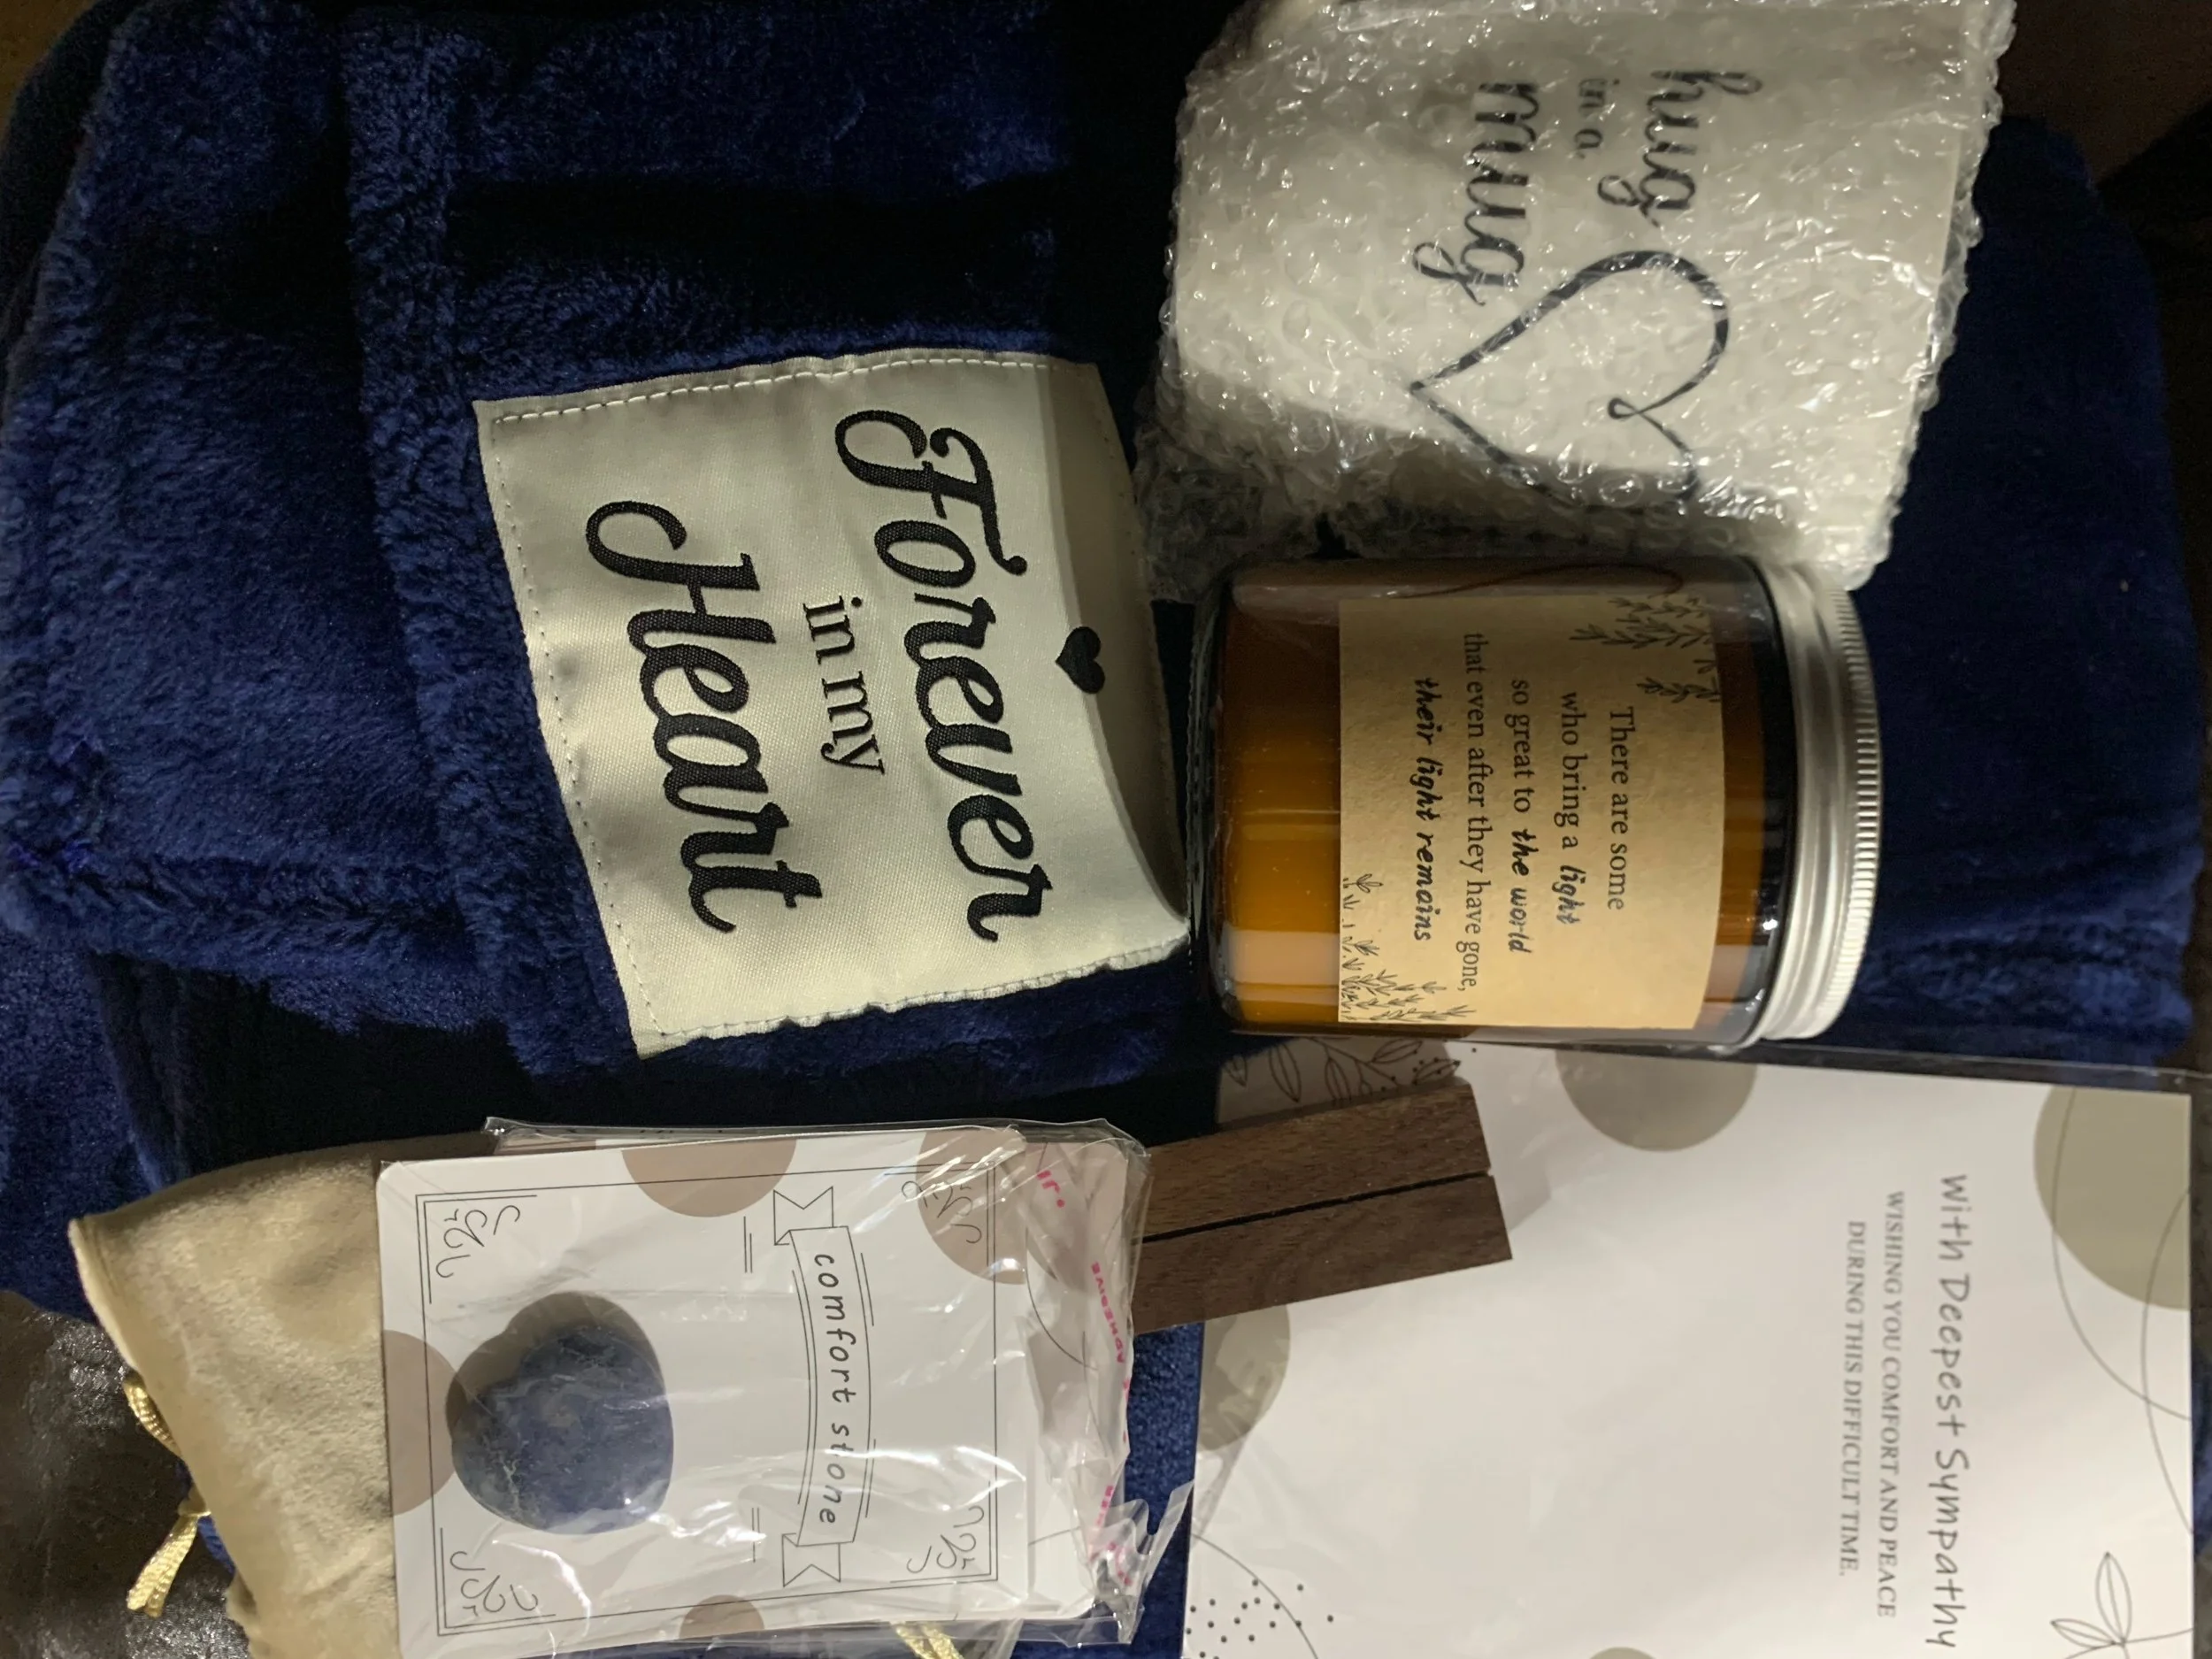 hug
in a
mug
Forever
in my
Heart
There are some
who bring a light
so great to the world
that even after they have gone,
their light remains
comfort stone
With Deepest Sympathy
WISHING YOU COMFORT AND PEACE
DURING THIS DIFFICULT TIME.